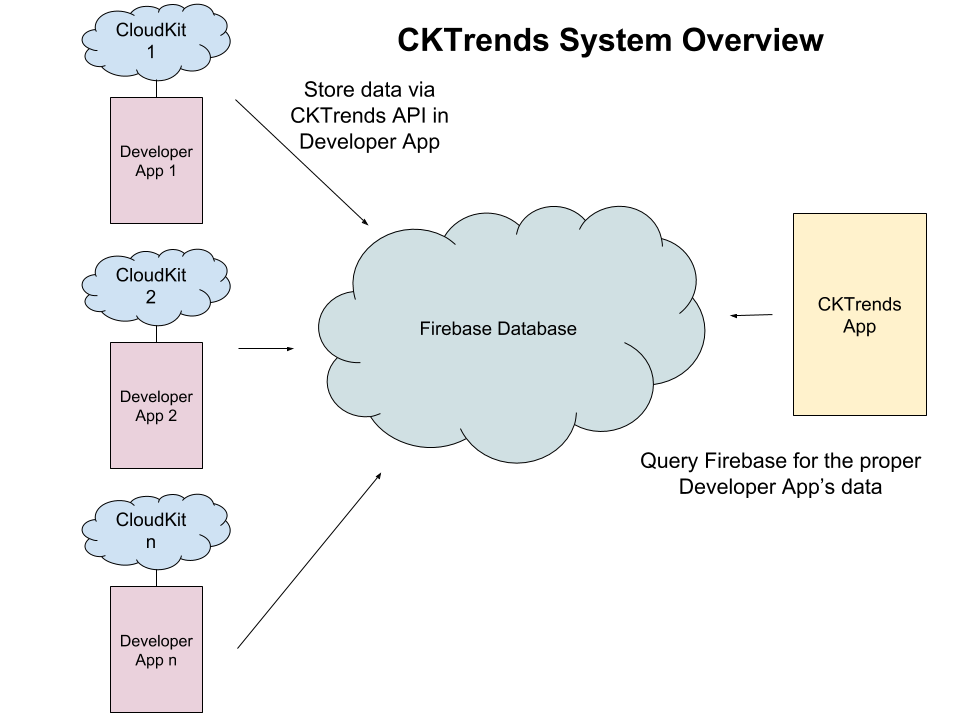 CKTrends System Overview
CloudKit
1
Developer
App 1
Store data via
CKTrends API in
Developer App
CloudKit
2
Developer
App 2
Firebase Database
CKTrends
App
Query Firebase for the proper
Developer App’s data
CloudKit
n
Developer
App n